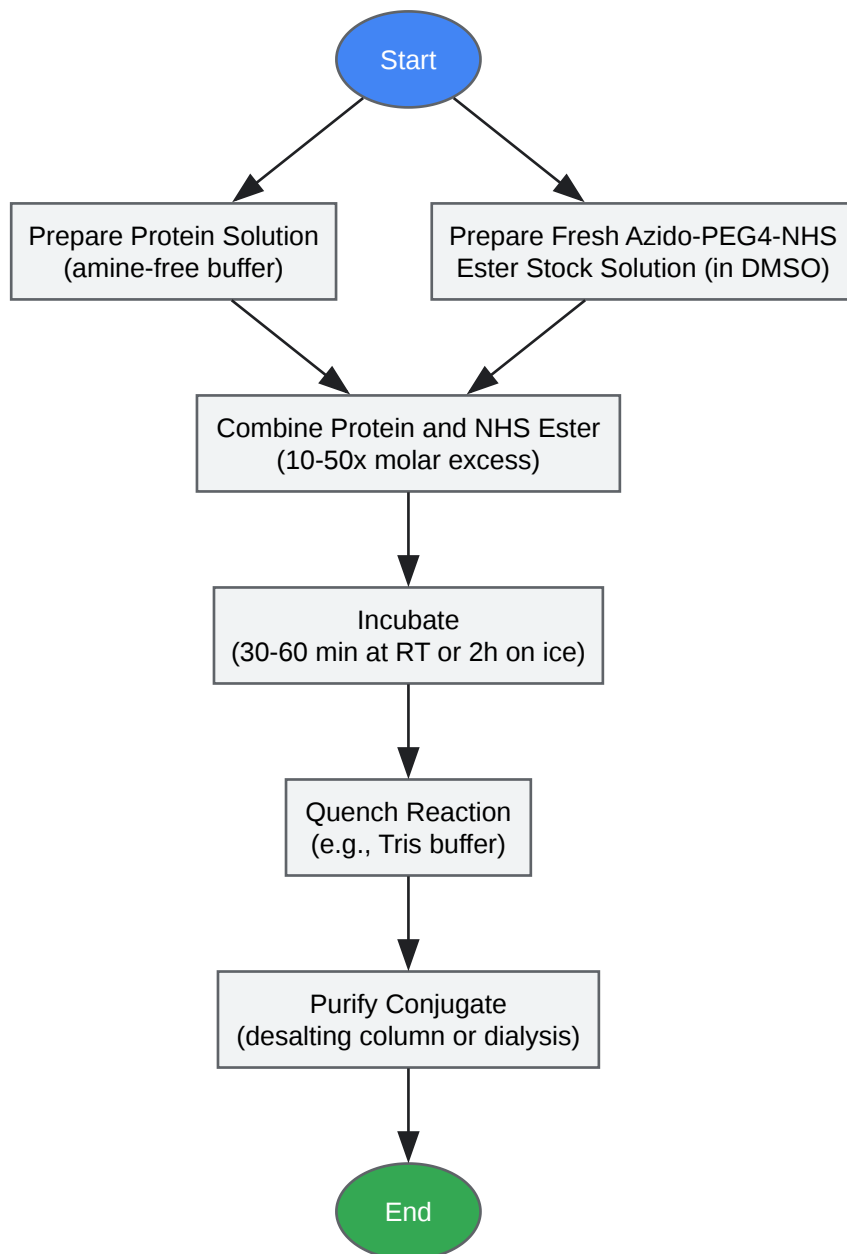 Start
Prepare Protein Solution
(amine-free buffer)
Prepare Fresh Azido-PEG4-NHS
Ester Stock Solution (in DMSO)
Combine Protein and NHS Ester
(10-50x molar excess)
Incubate
(30-60 min at RT or 2h on ice)
Quench Reaction
(e.g., Tris buffer)
Purify Conjugate
(desalting column or dialysis)
End